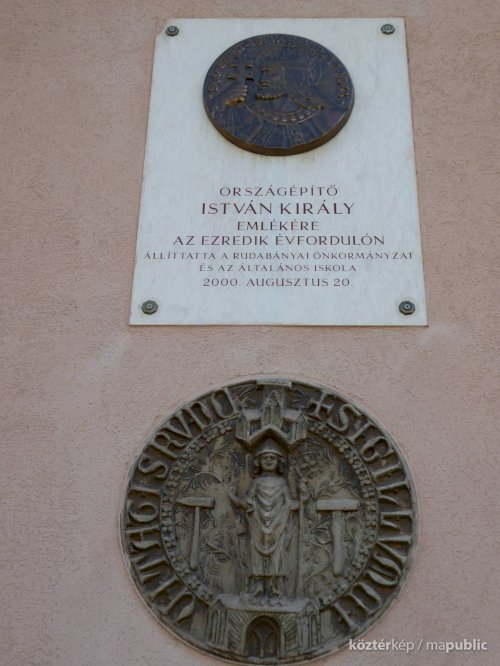 ORSZÁGÉPÍTŐ
ISTVÁN KIRÁLY
EMLÉKÉRE
AZ EZREDIK ÉVFORDULÓN
ÁLLÍTTATTA A RUDABÁNYAI ÖNKORMÁNYZAT
ÉS AZ ÁLTALÁNOS ISKOLA
2000. AUGUSZTUS 20.
köztérkép / mapublic